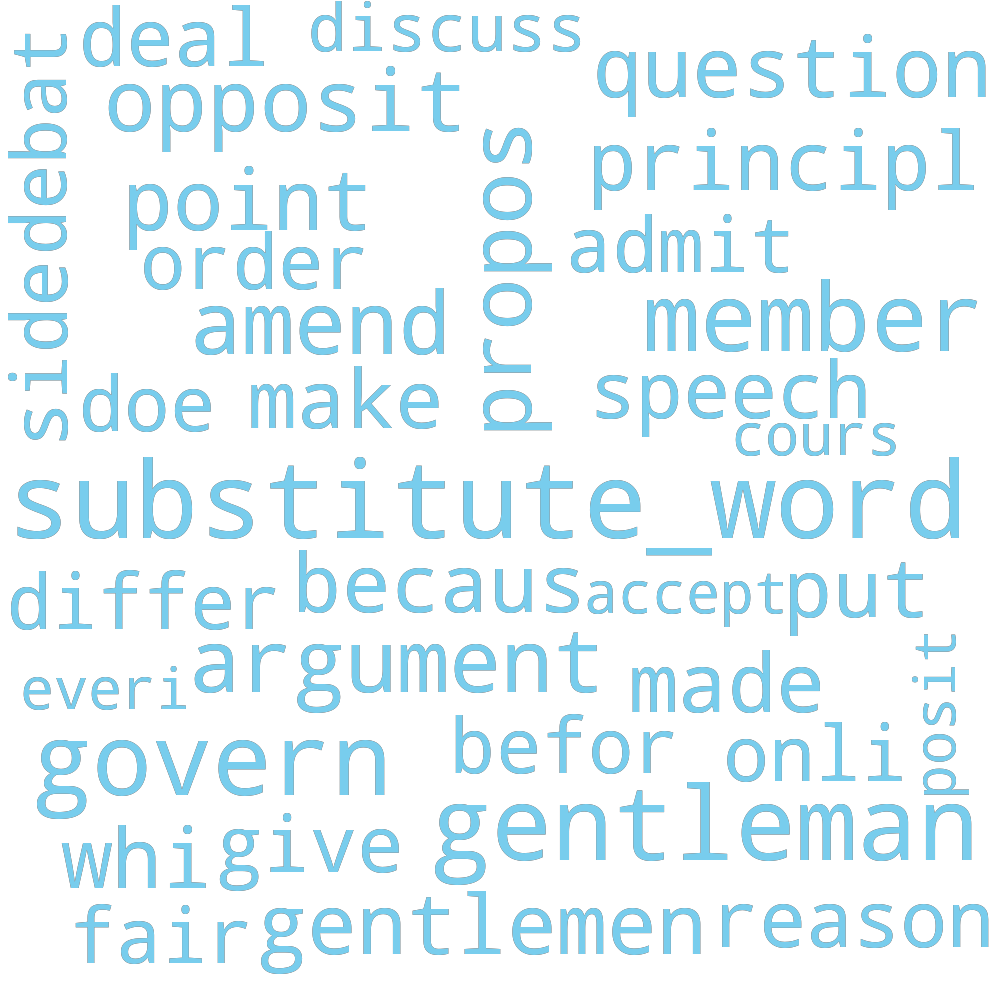 deal
discuss
question
opposit
debat
side
principl
propos
point
admit
order
member
amend
speech
doe
make
cours
substitute_word
differ
becaus
accept
put
argument
everi
made
posit
govern
befor
onli
gentleman
whi
give
fair
gentlemen
reason